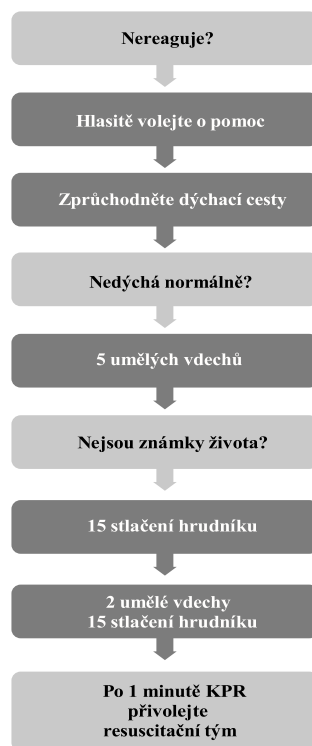 Nereaguje?
Hlasitě volejte o pomoc
Zprůchodněte dýchací cesty
Nedýchá normálně?
5 umělých vdechů
Nejsou známky života?
15 stlačení hrudníku
2 umělé vdechy
15 stlačení hrudníku
Po 1 minutě KPR
přivolejte
resuscitační tým